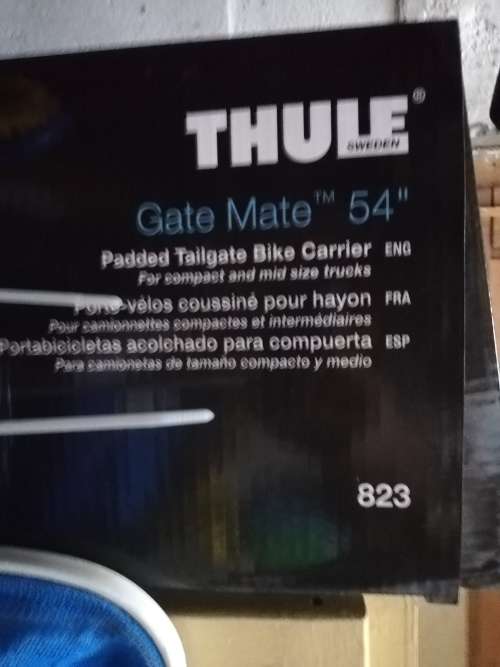 THULE®
SWEDEN
Gate Mate™ 54"
Padded Tailgate Bike Carrier ENG
For compact and mid size trucks
Porte-vélos coussiné pour hayon FRA
Pour camionnettes compactes et intermédiaires
Portabicicletas acolchado para compuerta ESP
Para camionetas de tamaño compacto y medio
823